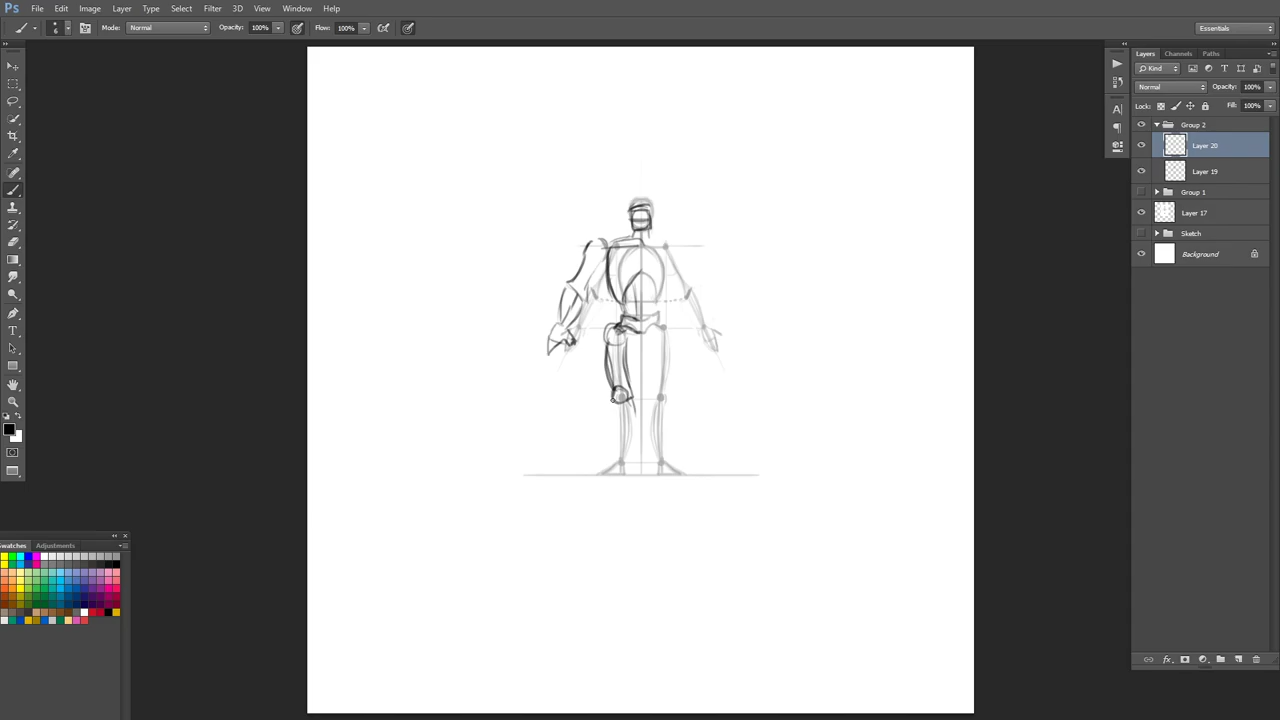 Ps File Edit Image Layer Type Select Filter 3D View Window Help
6 Mode: Normal Opacity: 100% Flow: 100% Essentials
Layers Channels Paths
Kind T
Normal Opacity: 100%
Lock: Fill: 100%
Group 2
Layer 20
Layer 19
Group 1
Layer 17
Sketch
Background
Swatches Adjustments